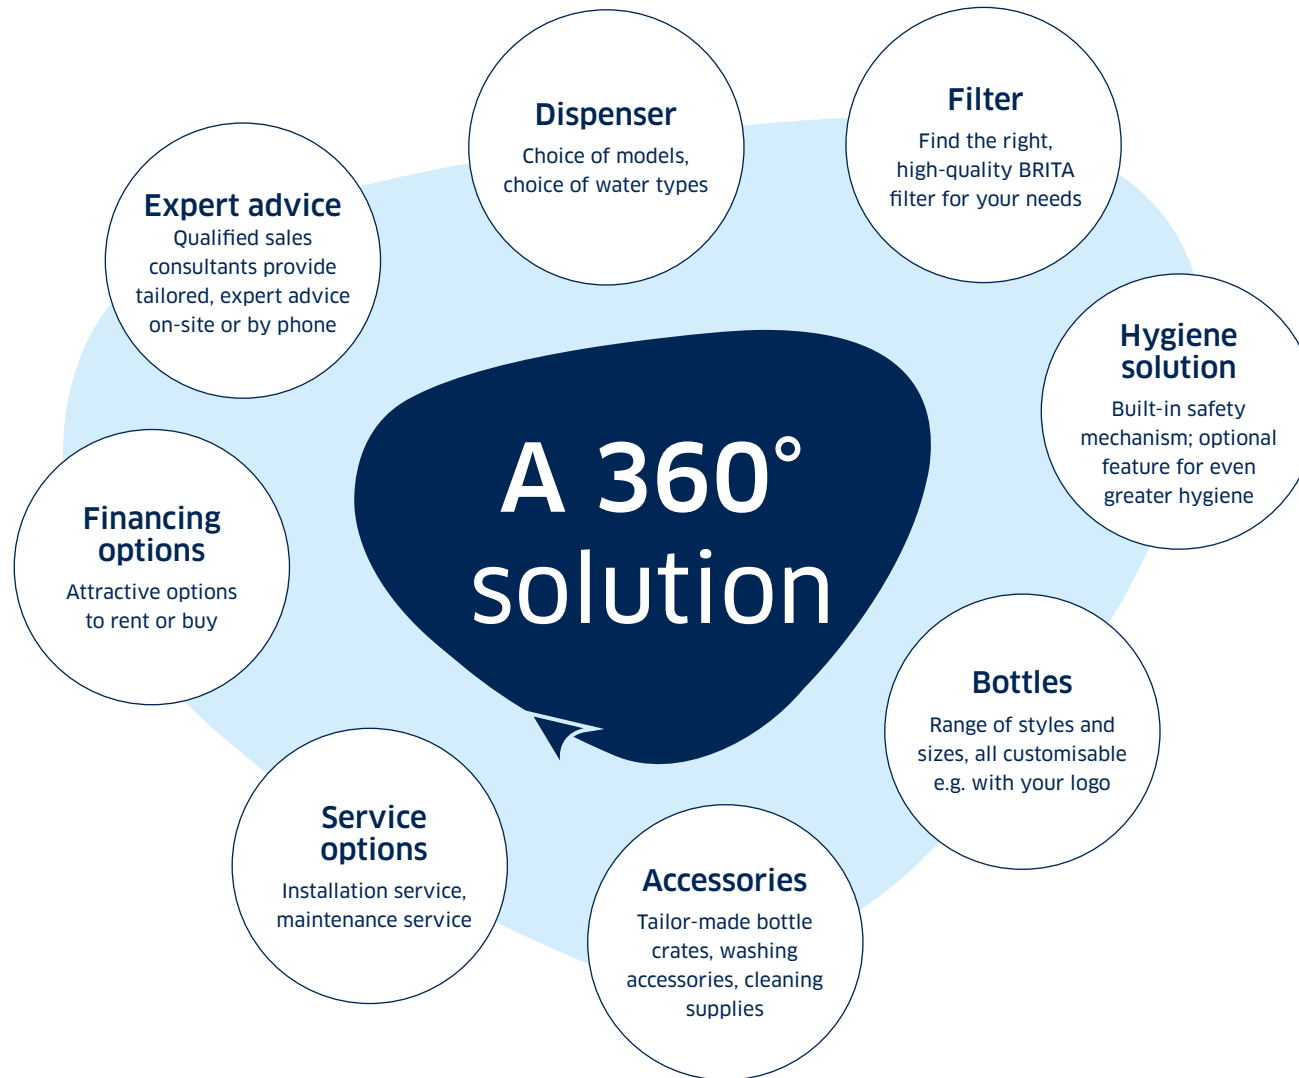 Dispenser
Choice of models,
choice of water types
Filter
Find the right,
high-quality BRITA
filter for your needs
Expert advice
Qualified sales
consultants provide
tailored, expert advice
on-site or by phone
Hygiene
solution
Built-in safety
mechanism; optional
feature for even
greater hygiene
A 360°
solution
Financing
options
Attractive options
to rent or buy
Bottles
Range of styles and
sizes, all customisable
e.g. with your logo
Service
options
Installation service,
maintenance service
Accessories
Tailor-made bottle
crates, washing
accessories, cleaning
supplies